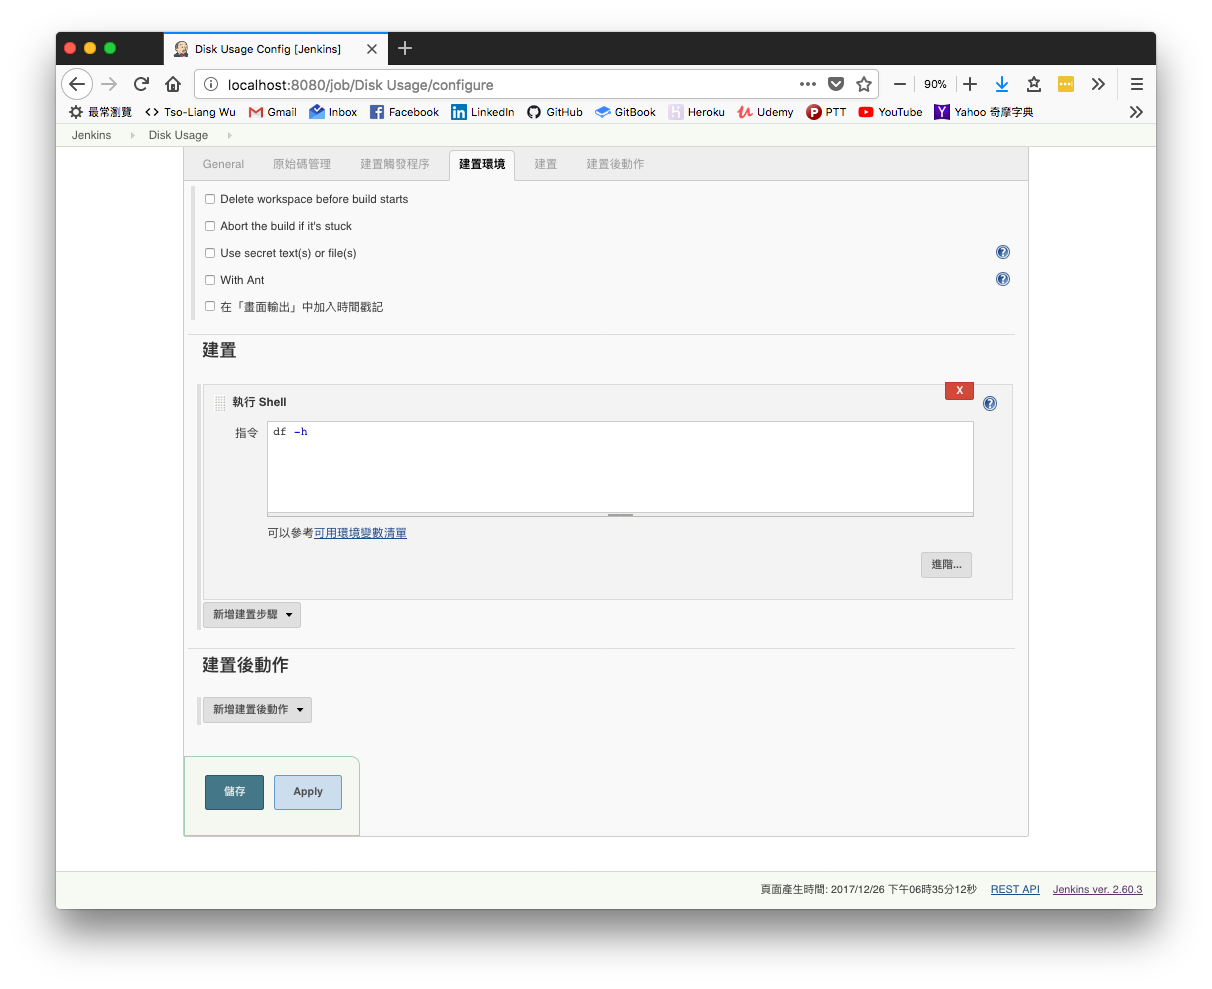 Disk Usage Config [Jenkins]
localhost:8080/job/Disk Usage/configure
90%
最常瀏覽 Tso-Liang Wu Gmail Inbox Facebook LinkedIn GitHub GitBook Heroku Udemy PTT YouTube Yahoo 奇摩字典
Jenkins Disk Usage
General 原始碼管理 建置觸發程序 建置環境 建置 建置後動作
Delete workspace before build starts
Abort the build if it's stuck
Use secret text(s) or file(s)
With Ant
在「畫面輸出」中加入時間戳記
建置
X
執行 Shell
指令
df -h
可以參考可用環境變數清單
進階...
新增建置步驟
建置後動作
新增建置後動作
儲存 Apply
頁面產生時間: 2017/12/26 下午06時35分12秒 REST API Jenkins ver. 2.60.3